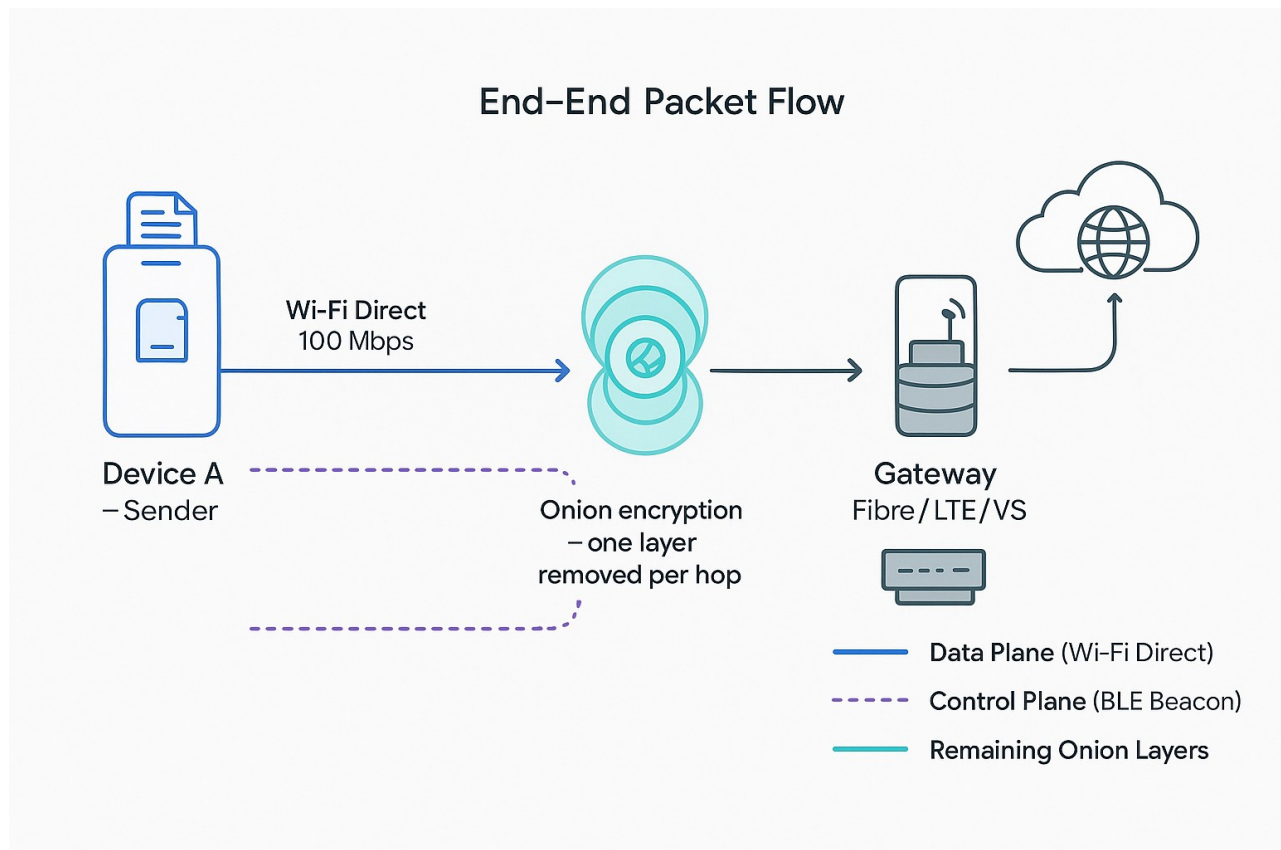 End–End Packet Flow
Wi-Fi Direct
100 Mbps
Device A
– Sender
Onion encryption
– one layer
removed per hop
Gateway
Fibre / LTE / VS
Data Plane (Wi-Fi Direct)
Control Plane (BLE Beacon)
Remaining Onion Layers